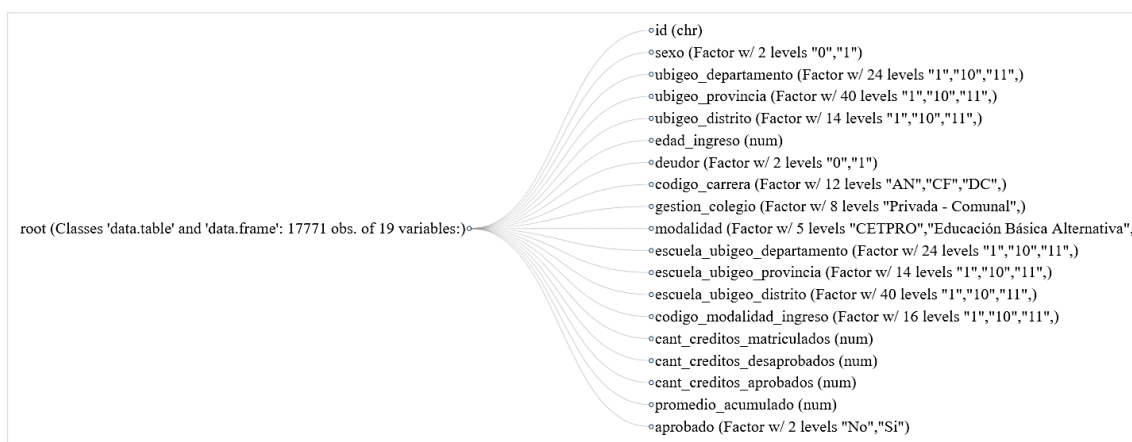 root (Classes 'data.table' and 'data.frame': 17771 obs. of 19 variables:)
id (chr)
sexo (Factor w/ 2 levels "0","1")
ubigeo_departamento (Factor w/ 24 levels "1","10","11",)
ubigeo_provincia (Factor w/ 40 levels "1","10","11",)
ubigeo_distrito (Factor w/ 14 levels "1","10","11",)
edad_ingreso (num)
deudor (Factor w/ 2 levels "0","1")
codigo_carrera (Factor w/ 12 levels "AN","CF","DC",)
gestion_colegio (Factor w/ 8 levels "Privada - Comunal",)
modalidad (Factor w/ 5 levels "CETPRO","Educación Básica Alternativa",
escuela_ubigeo_departamento (Factor w/ 24 levels "1","10","11",)
escuela_ubigeo_provincia (Factor w/ 14 levels "1","10","11",)
escuela_ubigeo_distrito (Factor w/ 40 levels "1","10","11",)
codigo_modalidad_ingreso (Factor w/ 16 levels "1","10","11",)
cant_creditos_matriculados (num)
cant_creditos_desaprobados (num)
cant_creditos_aprobados (num)
promedio_acumulado (num)
aprobado (Factor w/ 2 levels "No","Si")